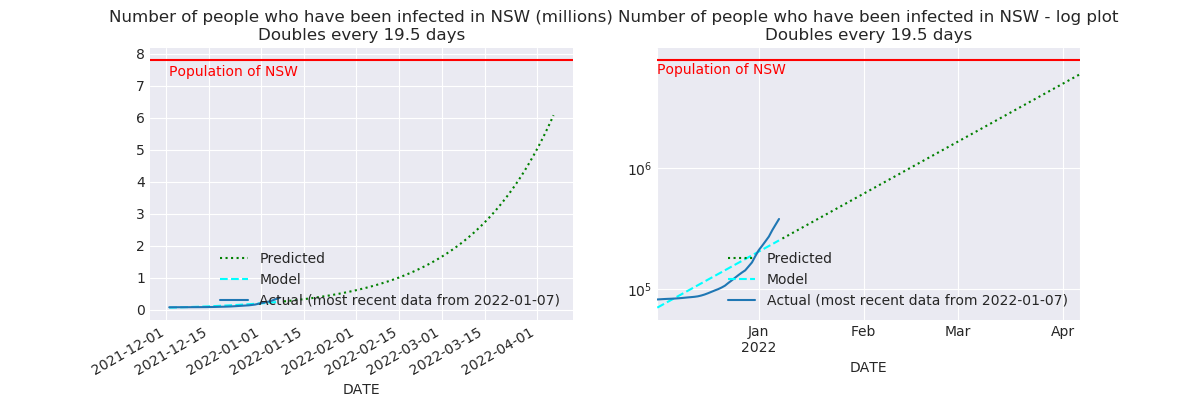 Number of people who have been infected in NSW (millions)
Doubles every 19.5 days
8
7
6
5
4
3
2
1
0
Population of NSW
Predicted
Model
Actual (most recent data from 2022-01-07)
2021-12-01
2021-12-15
2022-01-01
2022-01-15
2022-02-01
2022-02-15
2022-03-01
2022-03-15
2022-04-01
DATE
Number of people who have been infected in NSW - log plot
Doubles every 19.5 days
10⁶
10⁵
Population of NSW
Predicted
Model
Actual (most recent data from 2022-01-07)
Jan
2022
Feb
Mar
Apr
DATE